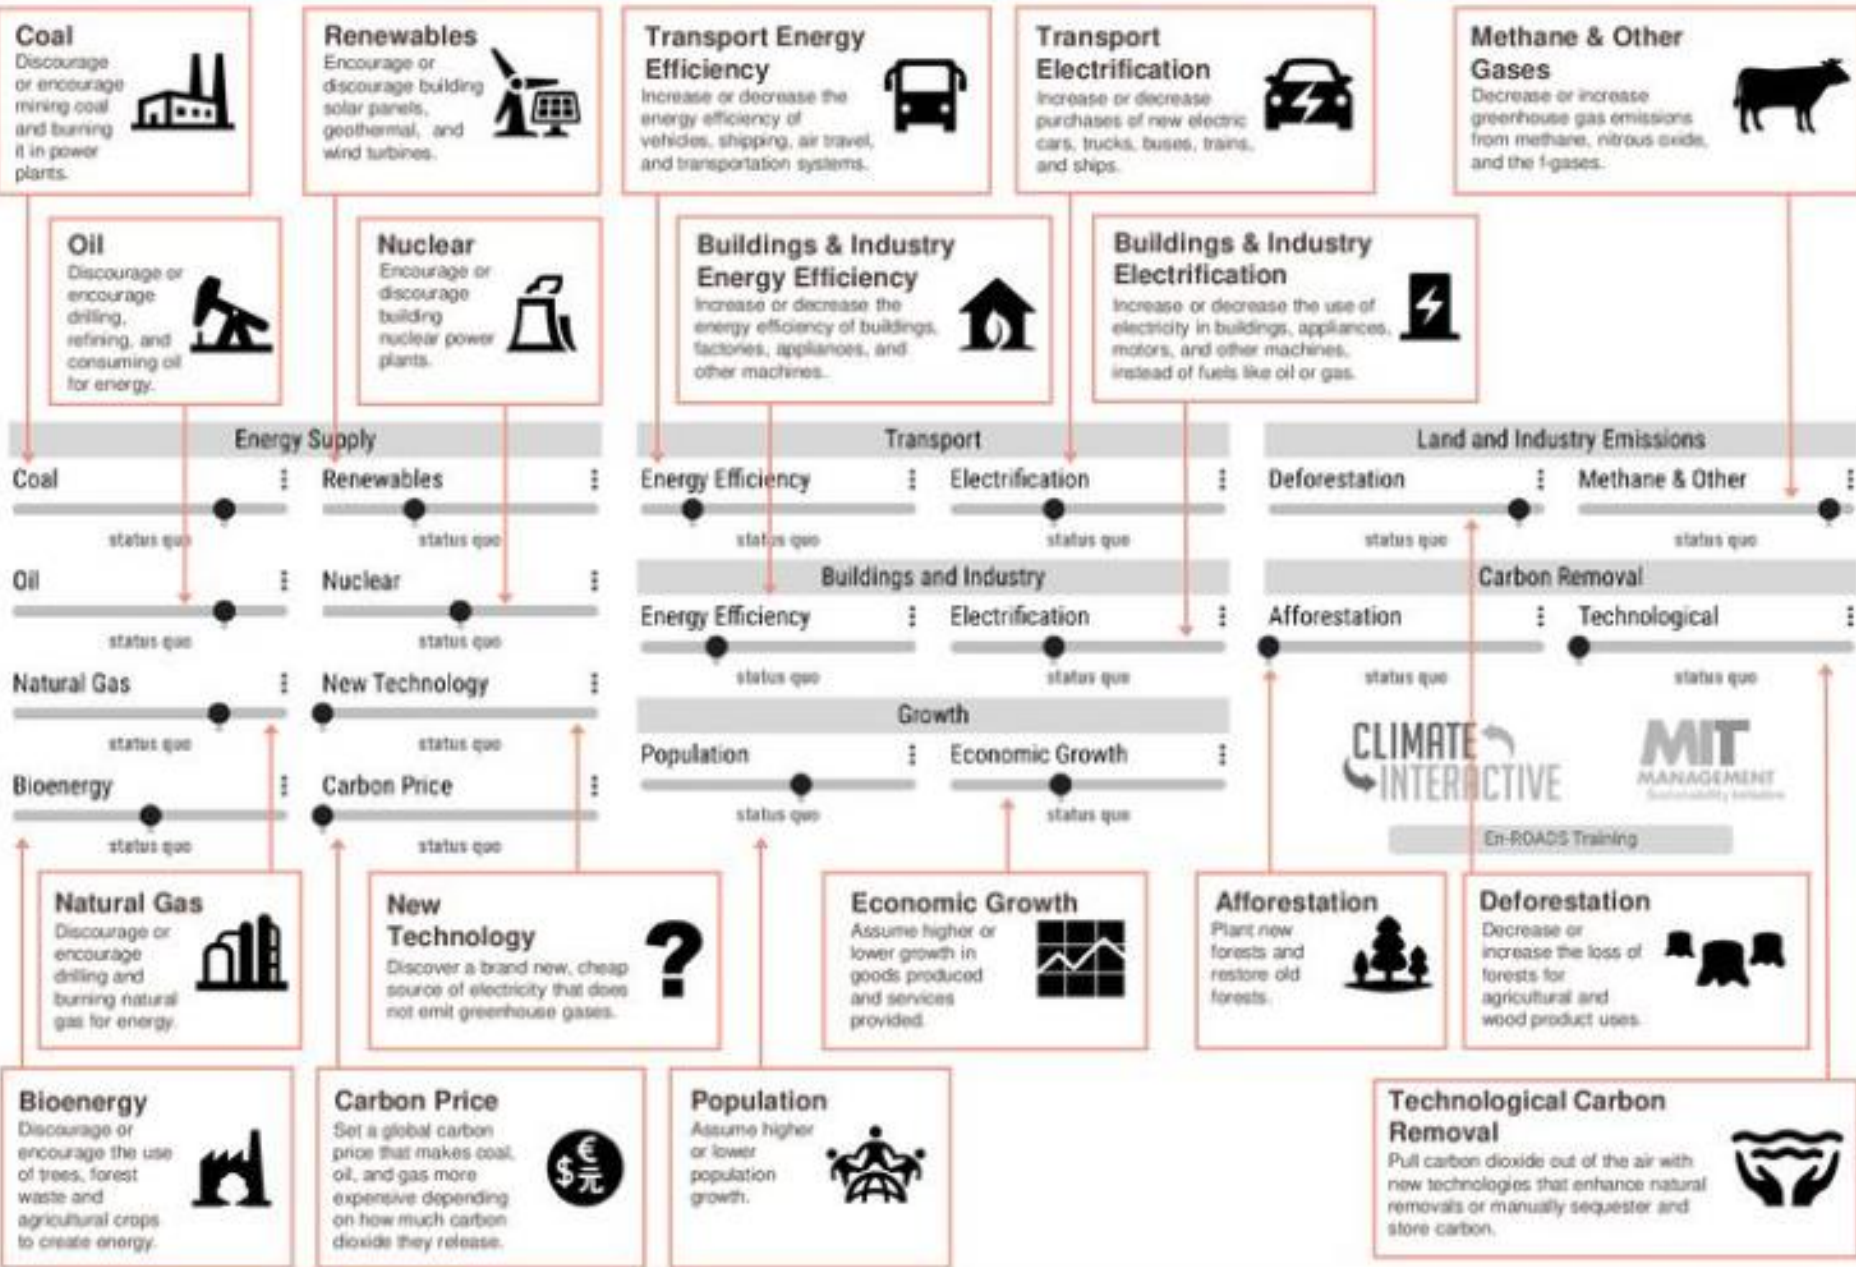 Coal
Discourage
or encourage
mining coal
and burning
it in power
plants.
Renewables
Encourage or
discourage building
solar panels,
geothermal, and
wind turbines.
Transport Energy
Efficiency
Increase or decrease the
energy efficiency of
vehicles, shipping, air travel,
and transportation systems.
Transport
Electrification
Increase or decrease
purchases of new electric
cars, trucks, buses, trains,
and ships.
Methane & Other
Gases
Decrease or increase
greenhouse gas emissions
from methane, nitrous oxide,
and the f-gases.
Oil
Discourage or
encourage
drilling,
refining, and
consuming oil
for energy.
Nuclear
Encourage or
discourage
building
nuclear power
plants.
Buildings & Industry
Energy Efficiency
Increase or decrease the
energy efficiency of buildings,
factories, appliances, and
other machines.
Buildings & Industry
Electrification
Increase or decrease the use of
electricity in buildings, appliances,
motors, and other machines,
instead of fuels like oil or gas.
Energy Supply
Coal
status quo
Renewables
status quo
Oil
status quo
Nuclear
status quo
Natural Gas
status quo
New Technology
status quo
Bioenergy
status quo
Carbon Price
status quo
Transport
Energy Efficiency
status quo
Electrification
status quo
Buildings and Industry
Energy Efficiency
status quo
Electrification
status quo
Growth
Population
status quo
Economic Growth
status quo
Land and Industry Emissions
Deforestation
status quo
Methane & Other
status quo
Carbon Removal
Afforestation
status quo
Technological
status quo
CLIMATE
INTERACTIVE
MIT
MANAGEMENT
Sustainability Initiative
En-ROADS Training
Natural Gas
Discourage or
encourage
drilling and
burning natural
gas for energy.
New
Technology
Discover a brand new, cheap
source of electricity that does
not emit greenhouse gases.
?
Economic Growth
Assume higher or
lower growth in
goods produced
and services
provided.
Afforestation
Plant new
forests and
restore old
forests.
Deforestation
Decrease or
increase the loss of
forests for
agricultural and
wood product uses.
Bioenergy
Discourage or
encourage the use
of trees, forest
waste and
agricultural crops
to create energy.
Carbon Price
Set a global carbon
price that makes coal,
oil, and gas more
expensive depending
on how much carbon
dioxide they release.
$ € 元
Population
Assume higher
or lower
population
growth.
Technological Carbon
Removal
Pull carbon dioxide out of the air with
new technologies that enhance natural
removals or manually sequester and
store carbon.